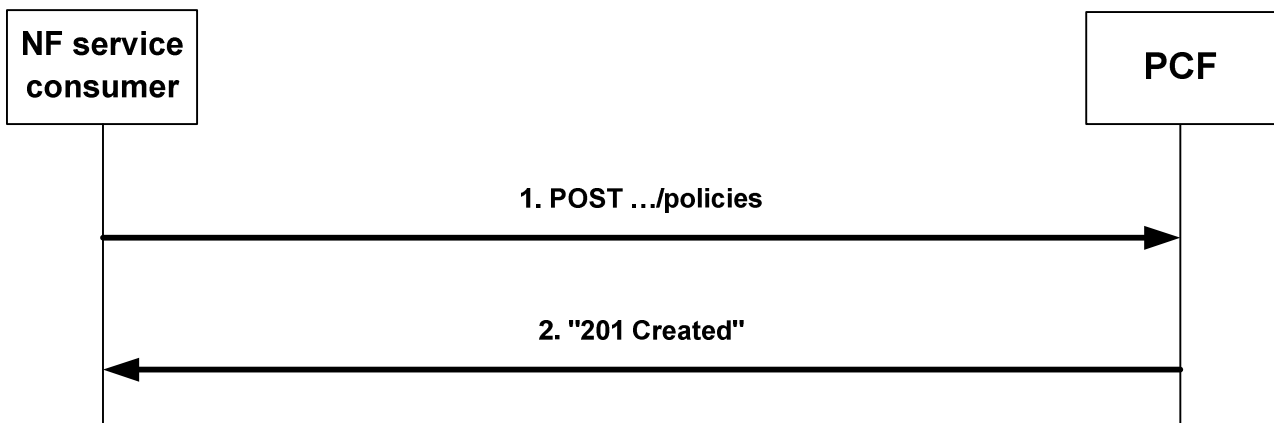 NF service
consumer
PCF
1. POST …/policies
2. "201 Created"